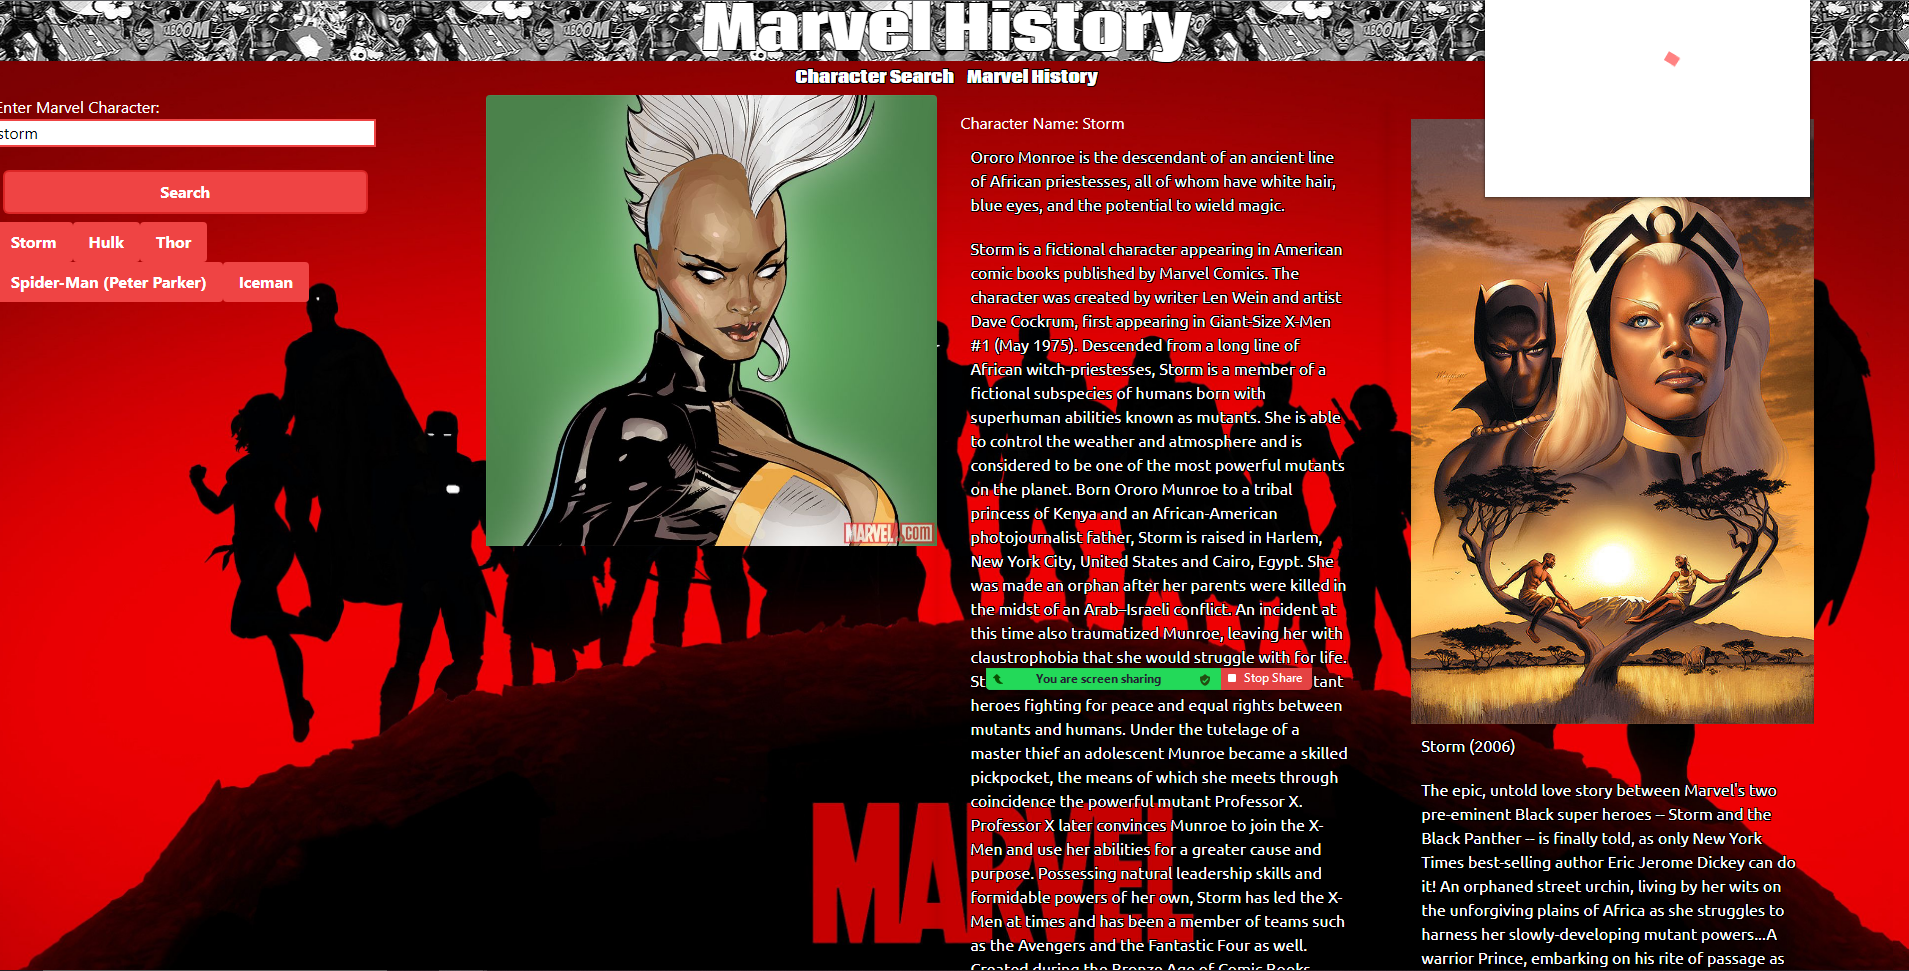 Marvel History
Character Search Marvel History
Enter Marvel Character:
storm
Search
Storm Hulk Thor
Spider-Man (Peter Parker) Iceman
MARVEL .com
Character Name: Storm
Ororo Monroe is the descendant of an ancient line
of African priestesses, all of whom have white hair,
blue eyes, and the potential to wield magic.
Storm is a fictional character appearing in American
comic books published by Marvel Comics. The
character was created by writer Len Wein and artist
Dave Cockrum, first appearing in Giant-Size X-Men
#1 (May 1975). Descended from a long line of
African witch-priestesses, Storm is a member of a
fictional subspecies of humans born with
superhuman abilities known as mutants. She is able
to control the weather and atmosphere and is
considered to be one of the most powerful mutants
on the planet. Born Ororo Munroe to a tribal
princess of Kenya and an African-American
photojournalist father, Storm is raised in Harlem,
New York City, United States and Cairo, Egypt. She
was made an orphan after her parents were killed in
the midst of an Arab–Israeli conflict. An incident at
this time also traumatized Munroe, leaving her with
claustrophobia that she would struggle with for life.
St
You are screen sharing
Stop Share
tant
heroes fighting for peace and equal rights between
mutants and humans. Under the tutelage of a
master thief an adolescent Munroe became a skilled
pickpocket, the means of which she meets through
coincidence the powerful mutant Professor X.
Professor X later convinces Munroe to join the X-
Men and use her abilities for a greater cause and
purpose. Possessing natural leadership skills and
formidable powers of her own, Storm has led the X-
Men at times and has been a member of teams such
as the Avengers and the Fantastic Four as well.
Created during the Bronze Age of Comic Books,
MARVEL
Storm (2006)
The epic, untold love story between Marvel's two
pre-eminent Black super heroes -- Storm and the
Black Panther -- is finally told, as only New York
Times best-selling author Eric Jerome Dickey can do
it! An orphaned street urchin, living by her wits on
the unforgiving plains of Africa as she struggles to
harness her slowly-developing mutant powers...A
warrior Prince, embarking on his rite of passage as